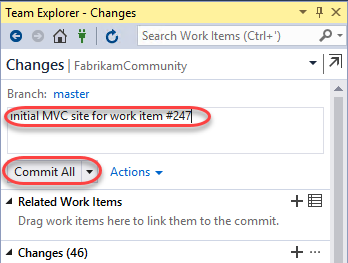 Team Explorer - Changes
Search Work Items (Ctrl+')
Changes | FabrikamCommunity
Branch: master
initial MVC site for work item #247
Commit All Actions
Related Work Items
Drag work items here to link them to the commit.
Changes (46)